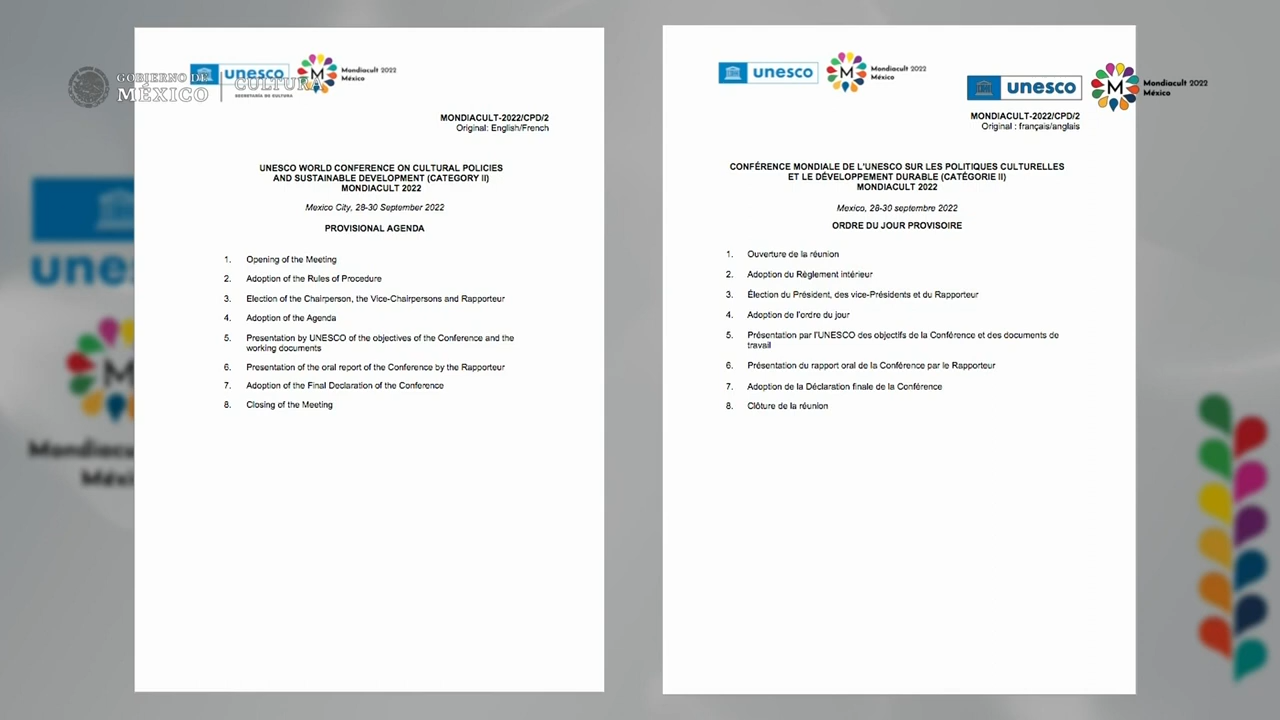 GOBIERNO DE
MÉXICO
CULTURA
SECRETARÍA DE CULTURA
unesco
M
Mondiacult 2022
México
MONDIACULT-2022/CPD/2
Original: English/French
UNESCO WORLD CONFERENCE ON CULTURAL POLICIES
AND SUSTAINABLE DEVELOPMENT (CATEGORY II)
MONDIACULT 2022
Mexico City, 28-30 September 2022
PROVISIONAL AGENDA
1. Opening of the Meeting
2. Adoption of the Rules of Procedure
3. Election of the Chairperson, the Vice-Chairpersons and Rapporteur
4. Adoption of the Agenda
5. Presentation by UNESCO of the objectives of the Conference and the
working documents
6. Presentation of the oral report of the Conference by the Rapporteur
7. Adoption of the Final Declaration of the Conference
8. Closing of the Meeting
unesco
M
Mondiacult 2022
México
unesco
M
Mondiacult 2022
México
MONDIACULT-2022/CPD/2
Original : français/anglais
CONFÉRENCE MONDIALE DE L'UNESCO SUR LES POLITIQUES CULTURELLES
ET LE DÉVELOPPEMENT DURABLE (CATÉGORIE II)
MONDIACULT 2022
Mexico, 28-30 septembre 2022
ORDRE DU JOUR PROVISOIRE
1. Ouverture de la réunion
2. Adoption du Règlement intérieur
3. Élection du Président, des vice-Présidents et du Rapporteur
4. Adoption de l'ordre du jour
5. Présentation par l'UNESCO des objectifs de la Conférence et des documents de
travail
6. Présentation du rapport oral de la Conférence par le Rapporteur
7. Adoption de la Déclaration finale de la Conférence
8. Clôture de la réunion